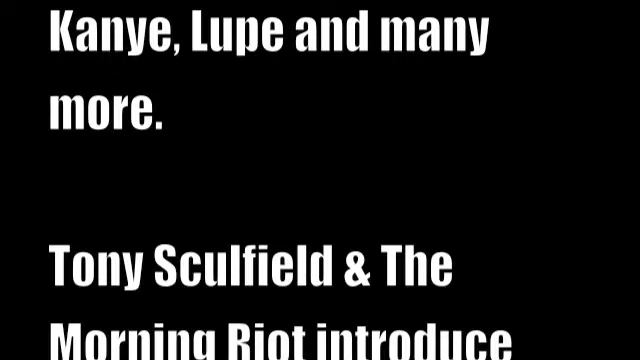 Kanye, Lupe and many
more.
Tony Sculfield & The
Morning Riot introduce